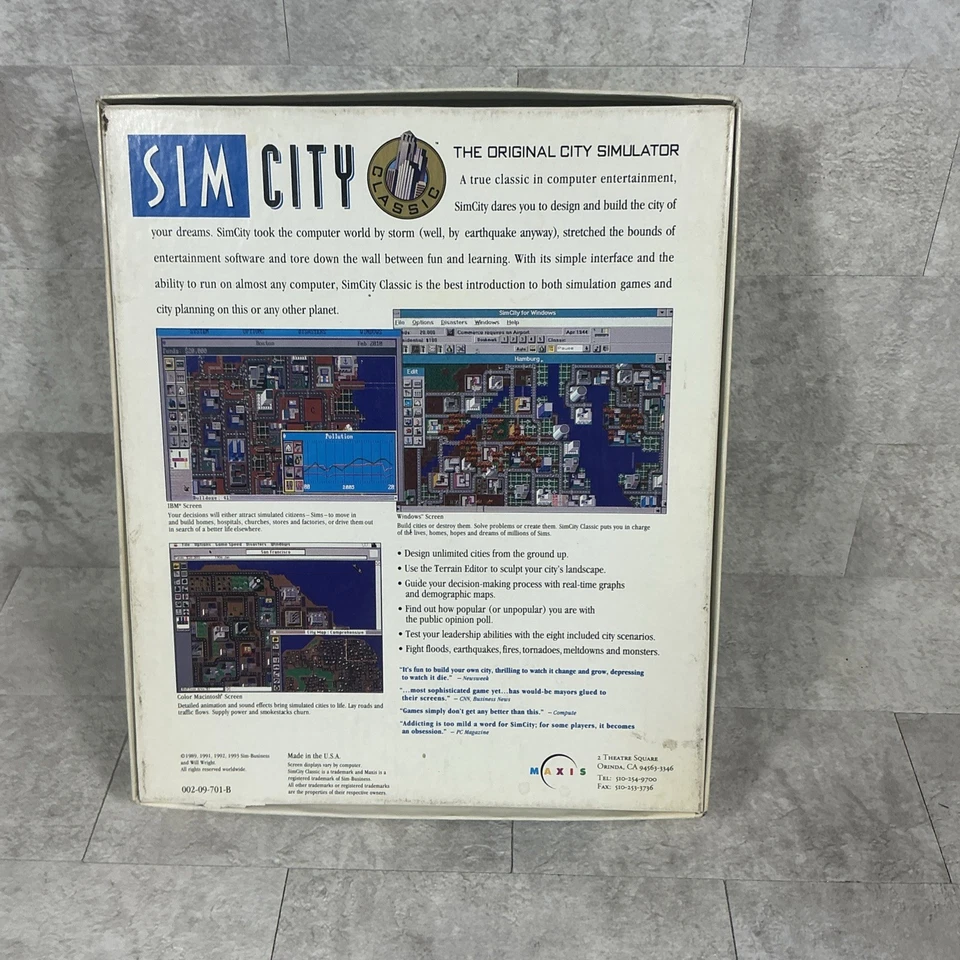 SIM CITY
CLASSIC
THE ORIGINAL CITY SIMULATOR
A true classic in computer entertainment,
SimCity dares you to design and build the city of
your dreams. SimCity took the computer world by storm (well, by earthquake anyway), stretched the bounds of
entertainment software and tore down the wall between fun and learning. With its simple interface and the
ability to run on almost any computer, SimCity Classic is the best introduction to both simulation games and
city planning on this or any other planet.
SimCity for Windows
File Options Disasters Windows Help
Hamburg
Edit
Pollution
IBM® Screen
Your decisions will either attract simulated citizens – Sims – to move in
and build homes, hospitals, churches, stores and factories, or drive them out
in search of a better life elsewhere.
Windows™ Screen
Build cities or destroy them. Solve problems or create them. SimCity Classic puts you in charge
of the lives, homes, hopes and dreams of millions of Sims.
San Francisco
City Map: Comprehensive
Color Macintosh® Screen
Detailed animation and sound effects bring simulated cities to life. Lay roads and
traffic flows. Supply power and smokestacks churn.
• Design unlimited cities from the ground up.
• Use the Terrain Editor to sculpt your city's landscape.
• Guide your decision-making process with real-time graphs
and demographic maps.
• Find out how popular (or unpopular) you are with
the public opinion poll.
• Test your leadership abilities with the eight included city scenarios.
• Fight floods, earthquakes, fires, tornadoes, meltdowns and monsters.
"It's fun to build your own city, thrilling to watch it change and grow, depressing
to watch it die." – Newsweek
"...most sophisticated game yet...has would-be mayors glued to
their screens." – CNN, Business News
"Games simply don't get any better than this." – Compute
"Addicting is too mild a word for SimCity; for some players, it becomes
an obsession." – PC Magazine
©1989, 1991, 1992, 1993 Sim Business
and Will Wright.
All rights reserved worldwide.
002-09-701-B
Made in the U.S.A.
Screen displays vary by computer.
SimCity Classic is a trademark and Maxis is a
registered trademark of Sim Business.
All other trademarks or registered trademarks
are the properties of their respective owners.
MAXIS
2 Theatre Square
Orinda, CA 94563-3346
Tel: 510-254-9700
Fax: 510-253-3736